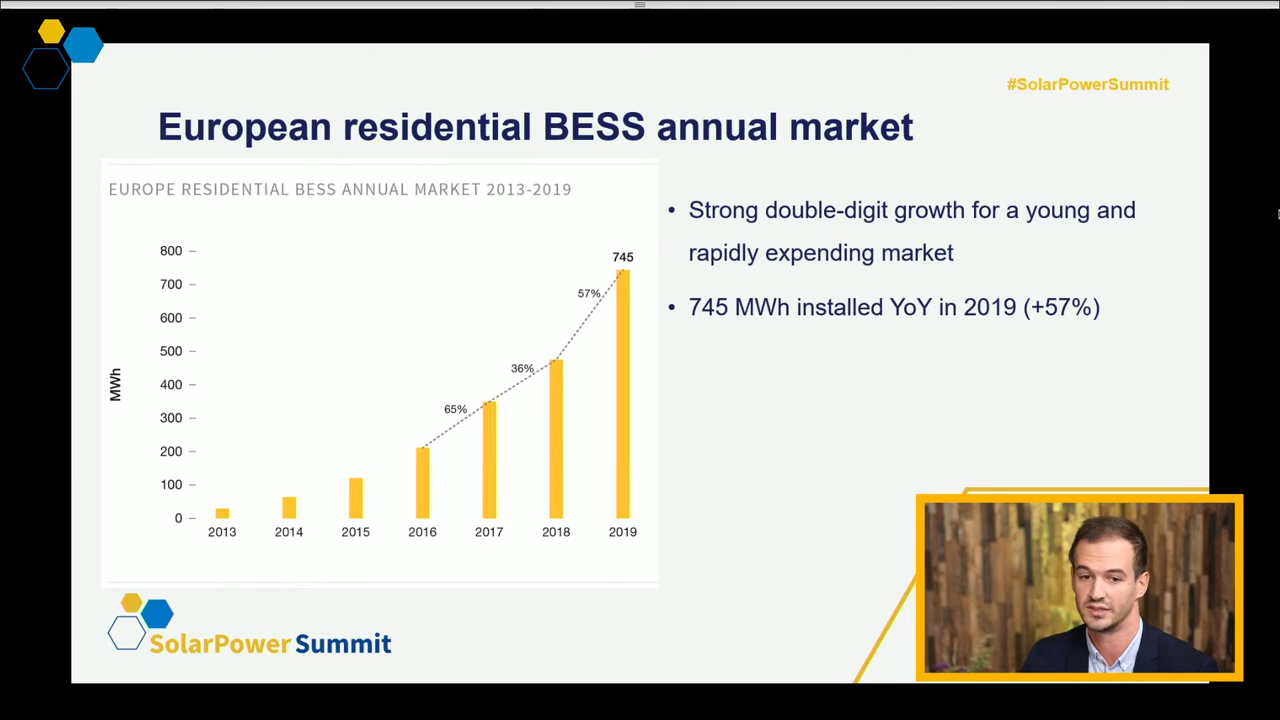 #SolarPowerSummit
European residential BESS annual market
EUROPE RESIDENTIAL BESS ANNUAL MARKET 2013-2019
• Strong double-digit growth for a young and
rapidly expending market
• 745 MWh installed YoY in 2019 (+57%)
MWh
800
700
600
500
400
300
200
100
0
65%
36%
57%
745
2013 2014 2015 2016 2017 2018 2019
SolarPower Summit